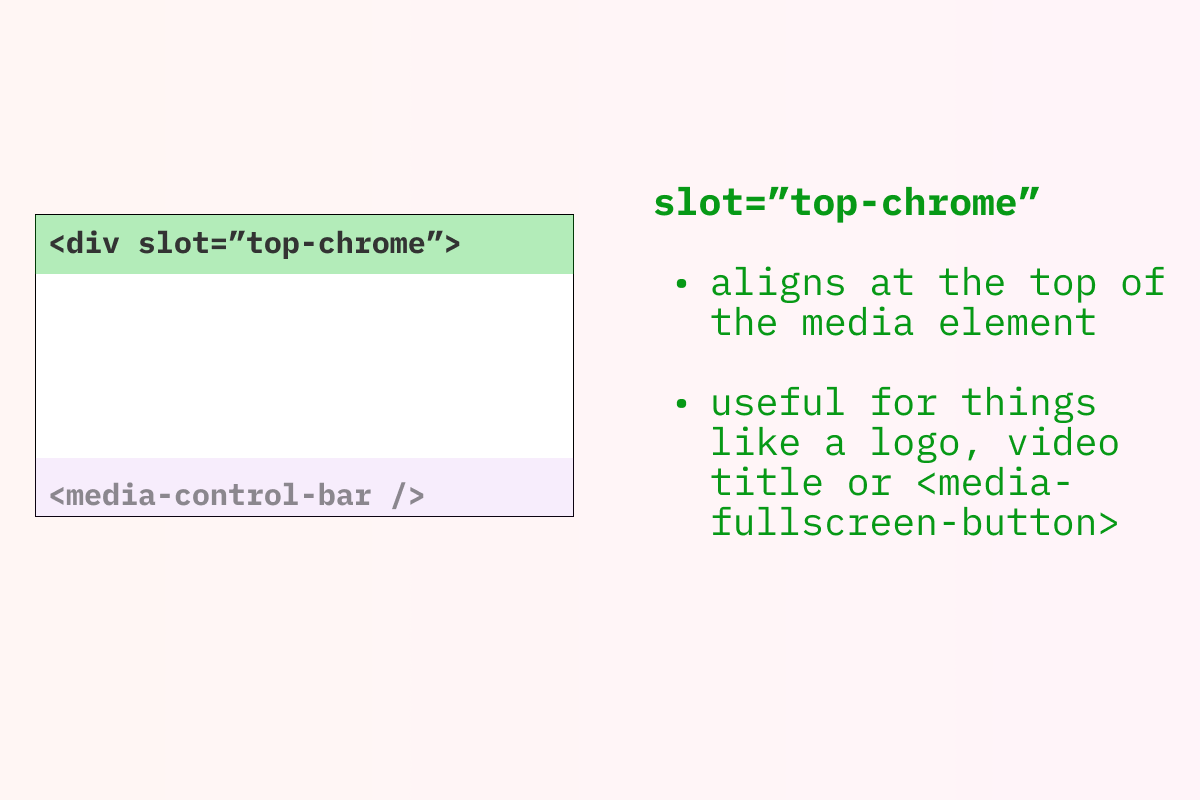 <div slot=”top-chrome”>
<media-control-bar />
slot=”top-chrome”
• aligns at the top of
the media element
• useful for things
like a logo, video
title or <media-
fullscreen-button>